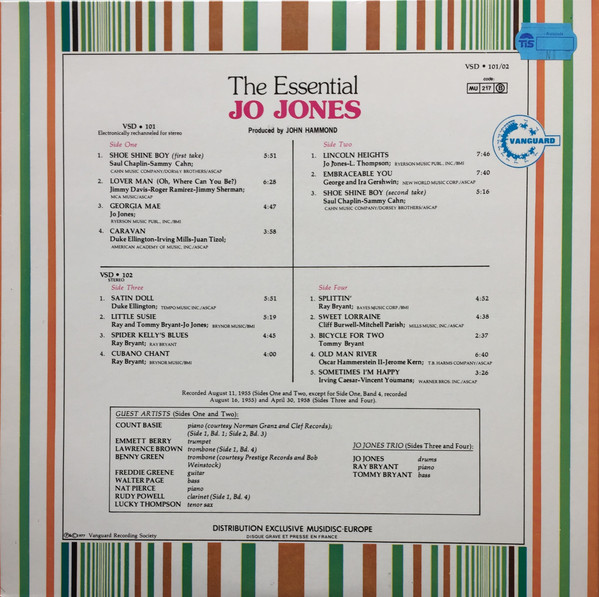 TIS
VSD • 101/02
code:
MU 217 B
The Essential
JO JONES
Produced by JOHN HAMMOND
VANGUARD
VSD • 101
Electronically rechanneled for stereo
Side One
1. SHOE SHINE BOY (first take) 5:51
Saul Chaplin-Sammy Cahn;
CAHN MUSIC COMPANY/DORSEY BROTHERS/ASCAP
2. LOVER MAN (Oh, Where Can You Be?) 6:28
Jimmy Davis-Roger Ramirez-Jimmy Sherman;
MCA MUSIC/ASCAP
3. GEORGIA MAE 4:47
Jo Jones;
RYERSON MUSIC PUBL., INC./BMI
4. CARAVAN 3:58
Duke Ellington-Irving Mills-Juan Tizol;
AMERICAN ACADEMY OF MUSIC, INC./ASCAP
Side Two
1. LINCOLN HEIGHTS 7:46
Jo Jones-L. Thompson; RYERSON MUSIC PUBL., INC./BMI
2. EMBRACEABLE YOU 7:40
George and Ira Gershwin; NEW WORLD MUSIC CORP./ASCAP
3. SHOE SHINE BOY (second take) 5:16
Saul Chaplin-Sammy Cahn;
CAHN MUSIC COMPANY/DORSEY BROTHERS/ASCAP
VSD • 102
STEREO
Side Three
1. SATIN DOLL 5:51
Duke Ellington; TEMPO MUSIC INC./ASCAP
2. LITTLE SUSIE 5:19
Ray and Tommy Bryant-Jo Jones; BRYNOR MUSIC/BMI
3. SPIDER KELLY'S BLUES 4:45
Ray Bryant; RAY BRYANT
4. CUBANO CHANT 4:00
Ray Bryant; BRYNOR MUSIC/BMI
Side Four
1. SPLITTIN' 4:52
Ray Bryant; RAYES MUSIC CORP./BMI
2. SWEET LORRAINE 4:38
Cliff Burwell-Mitchell Parish; MILLS MUSIC, INC./ASCAP
3. BICYCLE FOR TWO 2:37
Tommy Bryant
4. OLD MAN RIVER 6:40
Oscar Hammerstein II-Jerome Kern; T.B. HARMS COMPANY/ASCAP
5. SOMETIMES I'M HAPPY 3:26
Irving Caesar-Vincent Youmans; WARNER BROS. INC./ASCAP
Recorded August 11, 1955 (Sides One and Two, except for Side One, Band 4, recorded
August 16, 1955) and April 30, 1958 (Sides Three and Four).
GUEST ARTISTS (Sides One and Two):
COUNT BASIE piano (courtesy Norman Granz and Clef Records);
(Side 1, Bd. 1; Side 2, Bd. 3)
EMMETT BERRY trumpet
LAWRENCE BROWN trombone (Side 1, Bd. 4)
BENNY GREEN trombone (courtesy Prestige Records and Bob
Weinstock)
FREDDIE GREENE guitar
WALTER PAGE bass
NAT PIERCE piano
RUDY POWELL clarinet (Side 1, Bd. 4)
LUCKY THOMPSON tenor sax
JO JONES TRIO (Sides Three and Four):
JO JONES drums
RAY BRYANT piano
TOMMY BRYANT bass
Vanguard Recording Society
DISTRIBUTION EXCLUSIVE MUSIDISC-EUROPE
DISQUE GRAVE ET PRESSE EN FRANCE